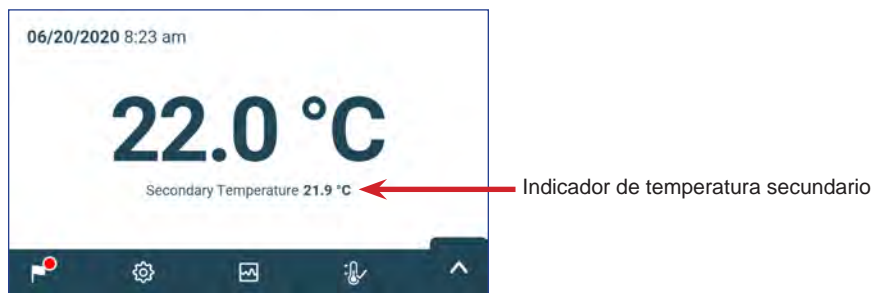 06/20/2020 8:23 am
22.0 °C
Secondary Temperature 21.9 °C
Indicador de temperatura secundario